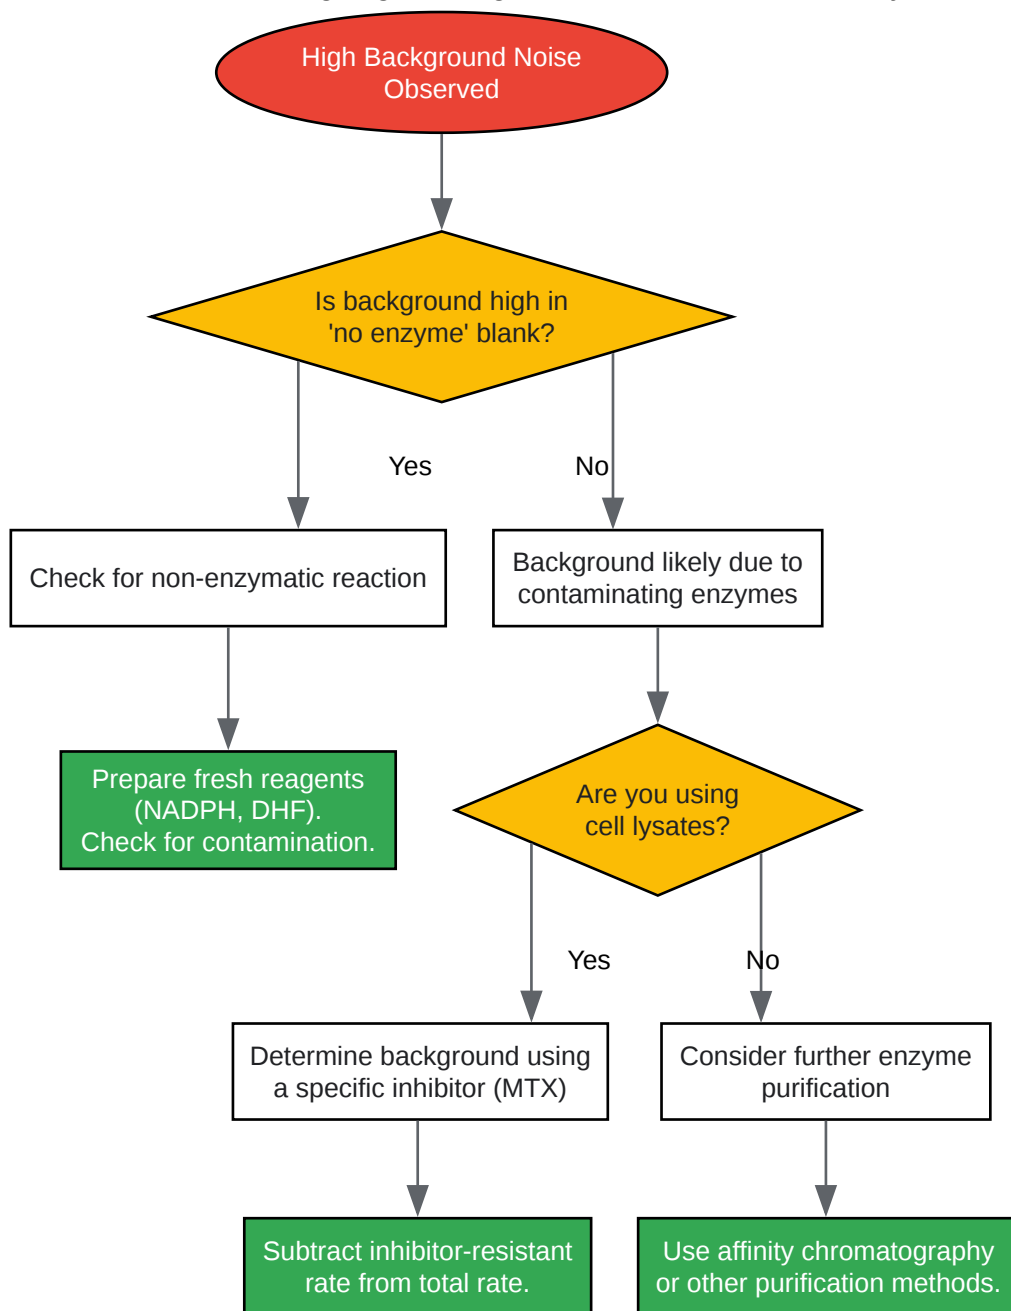 High Background Noise
Observed
Is background high in
'no enzyme' blank?
Yes
No
Check for non-enzymatic reaction
Background likely due to
contaminating enzymes
Prepare fresh reagents
(NADPH, DHF).
Check for contamination.
Are you using
cell lysates?
Yes
No
Determine background using
a specific inhibitor (MTX)
Consider further enzyme
purification
Subtract inhibitor-resistant
rate from total rate.
Use affinity chromatography
or other purification methods.